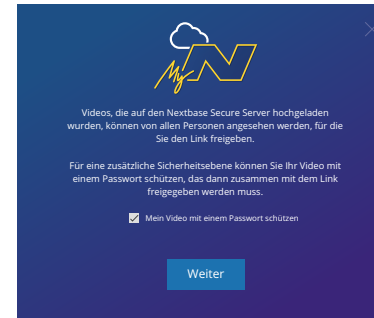 My N
Videos, die auf den Nextbase Secure Server hochgeladen
wurden, können von allen Personen angesehen werden, für die
Sie den Link freigeben.
Für eine zusätzliche Sicherheitsebene können Sie Ihr Video mit
einem Passwort schützen, das dann zusammen mit dem Link
freigegeben werden muss.
Mein Video mit einem Passwort schützen
Weiter